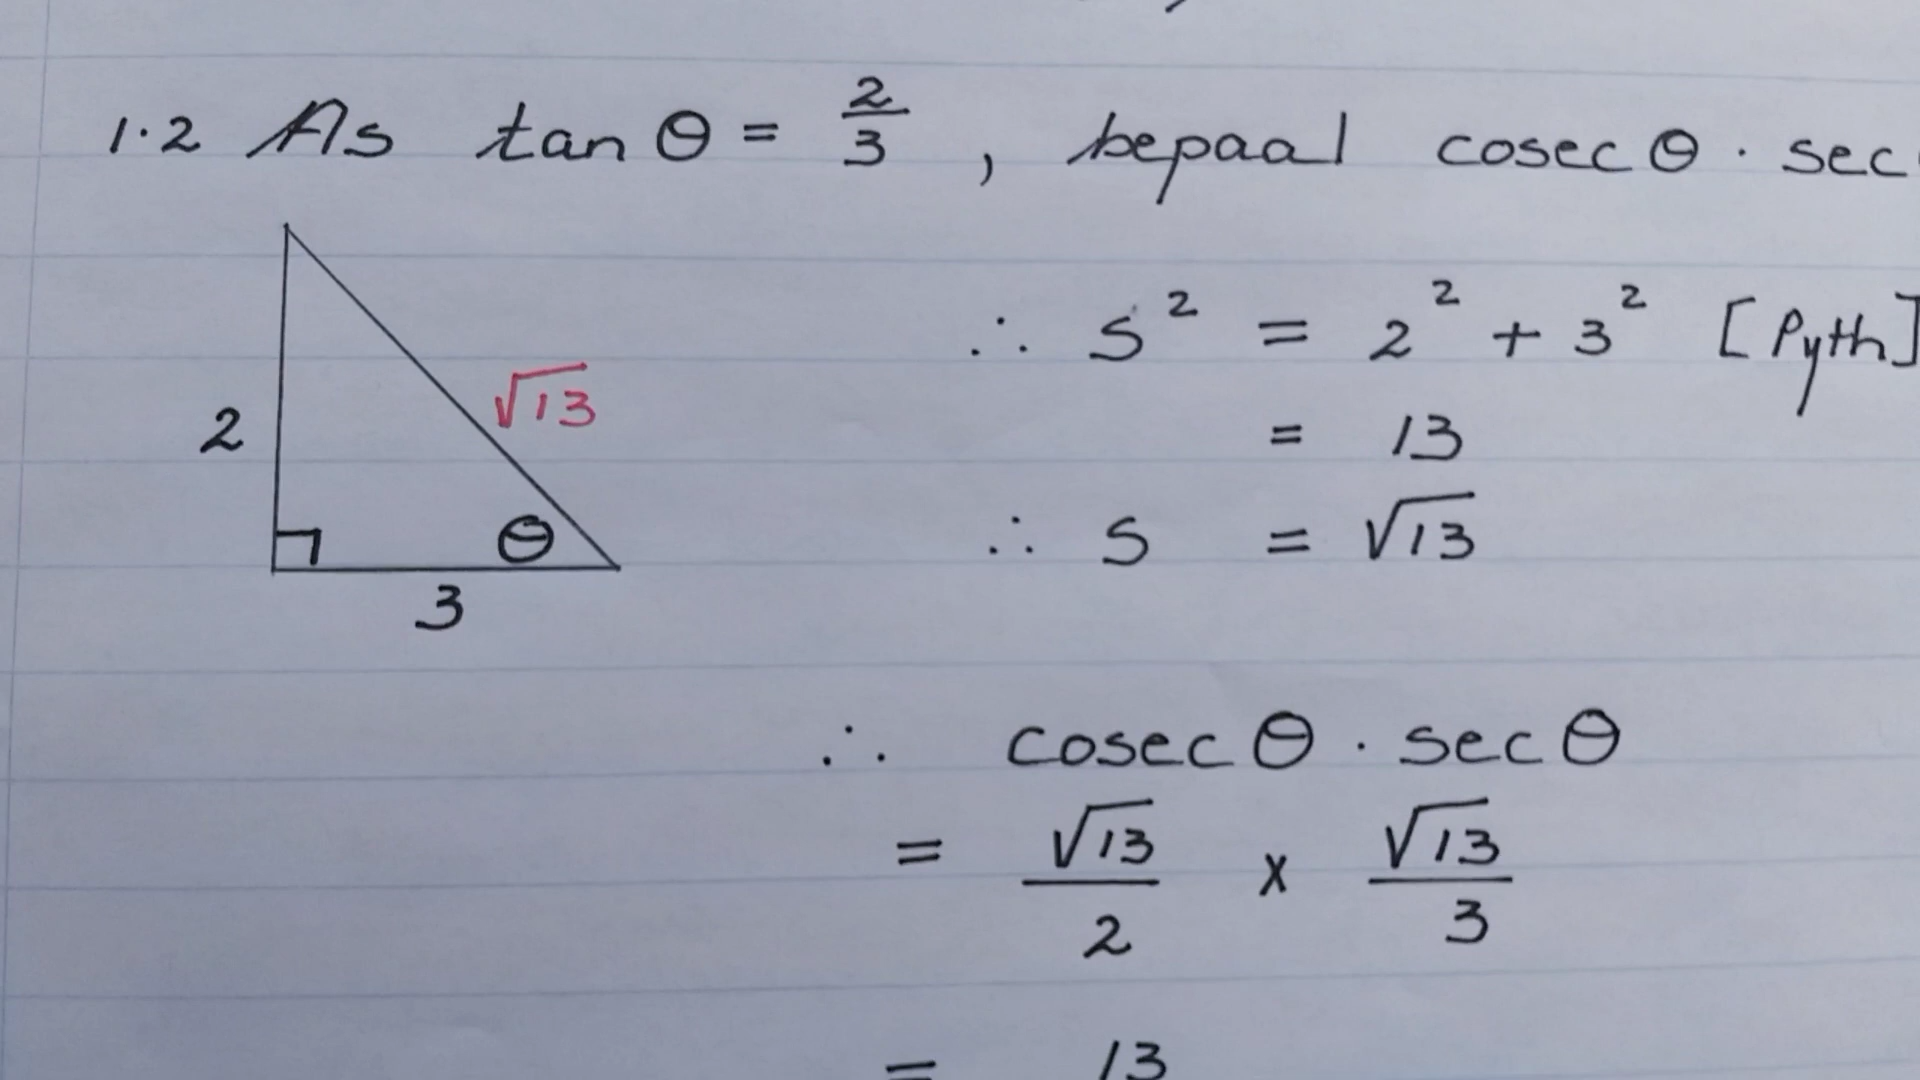 1.2 As tan θ = 2/3 , bepaal cosec θ . sec
∴ s² = 2² + 3² [Pyth]
2
√13
= 13
θ
∴ s = √13
3
∴ cosec θ . sec θ
= √13/2 x √13/3
= 13